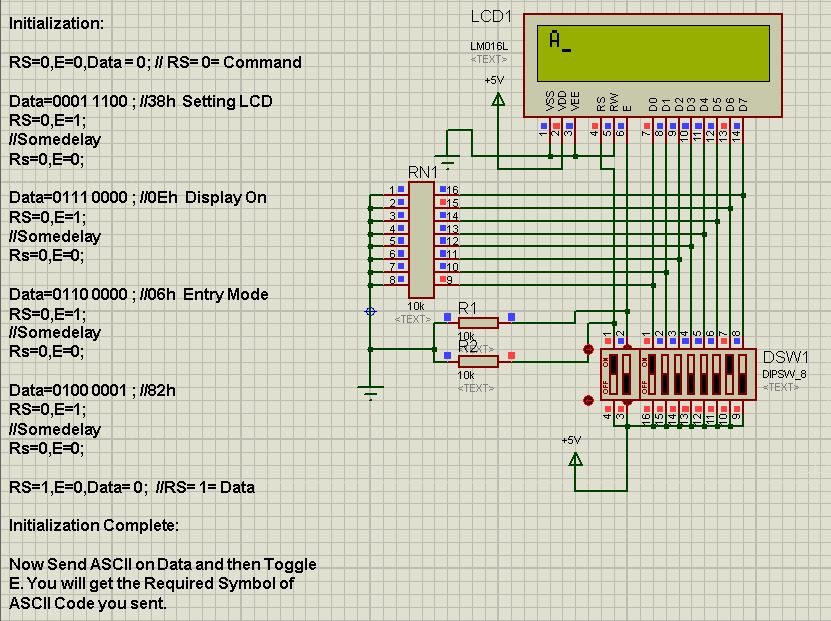 Initialization:
RS=0,E=0,Data = 0; // RS= 0= Command
Data=0001 1100 ; //38h Setting LCD
RS=0,E=1;
//Somedelay
Rs=0,E=0;
Data=0111 0000 ; //0Eh Display On
RS=0,E=1;
//Somedelay
Rs=0,E=0;
Data=0110 0000 ; //06h Entry Mode
RS=0,E=1;
//Somedelay
Rs=0,E=0;
Data=0100 0001 ; //82h
RS=0,E=1;
//Somedelay
Rs=0,E=0;
RS=1,E=0,Data= 0; //RS= 1= Data
Initialization Complete:
Now Send ASCII on Data and then Toggle
E. You will get the Required Symbol of
ASCII Code you sent.
LCD1
LM016L
<TEXT>
A_
+5V
VSS VDD VEE RS RW E D0 D1 D2 D3 D4 D5 D6 D7
1 2 3 4 5 6 7 8 9 10 11 12 13 14
RN1
1 16
2 15
3 14
4 13
5 12
6 11
7 10
8 9
10k
<TEXT>
R1
10k
<TEXT>
R2
10k
<TEXT>
1 2 1 2 3 4 5 6 7 8
ON OFF ON OFF
4 3 16 15 14 13 12 11 10 9
DSW1
DIPSW_8
<TEXT>
+5V